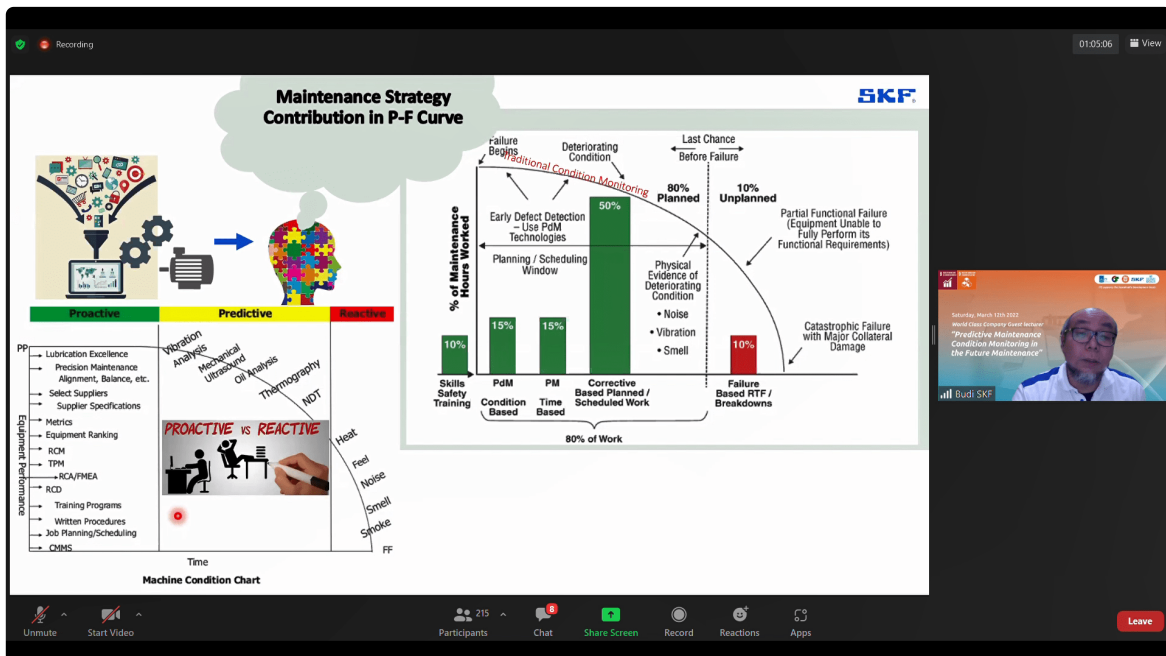 Recording
01:05:06
View
Maintenance Strategy
Contribution in P-F Curve
SKF
Proactive
Predictive
Reactive
PP
Lubrication Excellence
Precision Maintenance
Alignment, Balance, etc.
Select Suppliers
Supplier Specifications
Metrics
Equipment Ranking
RCM
TPM
RCA/FMEA
RCD
Training Programs
Written Procedures
Job Planning/Scheduling
CMMS
Equipment Performance
Vibration
Analysis
Mechanical
Ultrasound
Oil Analysis
Thermography
NDT
PROACTIVE VS REACTIVE
Heat
Feel
Noise
Smell
Smoke
FF
Time
Machine Condition Chart
Failure
Begins
Traditional Condition Monitoring
Deteriorating
Condition
Last Chance
Before Failure
80%
Planned
10%
Unplanned
% of Maintenance
Hours Worked
Early Defect Detection
– Use PdM
Technologies
Planning / Scheduling
Window
50%
Physical
Evidence of
Deteriorating
Condition
• Noise
• Vibration
• Smell
Partial Functional Failure
(Equipment Unable to
Fully Perform its
Functional Requirements)
Catastrophic Failure
with Major Collateral
Damage
10%
15%
15%
10%
Skills
Safety
Training
PdM
Condition
Based
PM
Time
Based
Corrective
Based Planned /
Scheduled Work
Failure
Based RTF /
Breakdowns
80% of Work
Saturday, March 12th 2022
World Class Company Guest lecture:
"Predictive Maintenance
Condition Monitoring in
the Future Maintenance"
Budi SKF
Unmute
Start Video
215
Participants
8
Chat
Share Screen
Record
Reactions
Apps
Leave